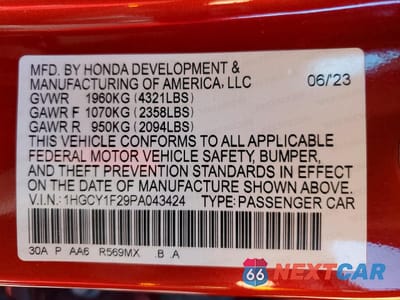 MFD. BY HONDA DEVELOPMENT &
MANUFACTURING OF AMERICA, LLC 06/23
GVWR 1960KG (4321LBS)
GAWR F 1070KG (2358LBS)
GAWR R 950KG (2094LBS)
THIS VEHICLE CONFORMS TO ALL APPLICABLE
FEDERAL MOTOR VEHICLE SAFETY, BUMPER,
AND THEFT PREVENTION STANDARDS IN EFFECT
ON THE DATE OF MANUFACTURE SHOWN ABOVE.
V.I.N.: 1HGCY1F29PA043424 TYPE: PASSENGER CAR
30A P AA6 R569MX .B .A
66 NEXTCAR